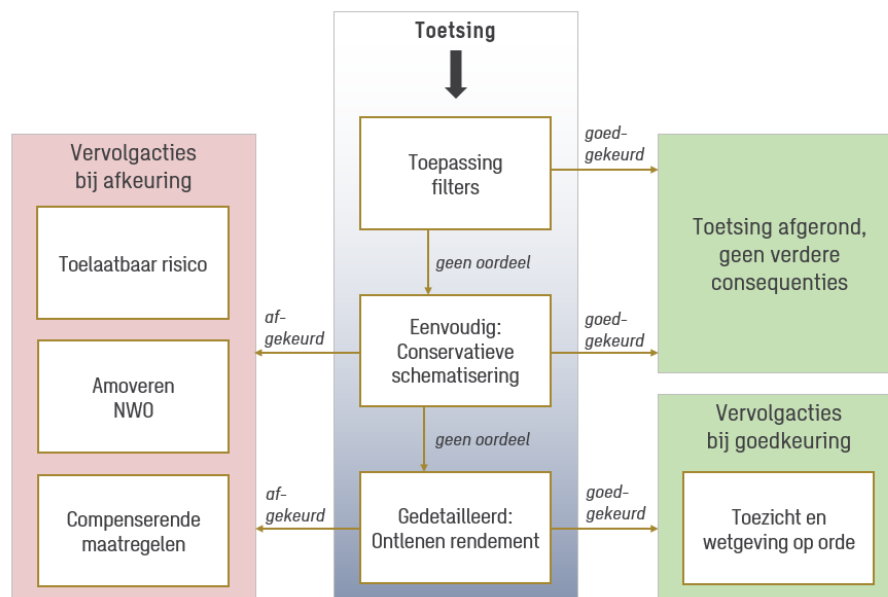 Toetsing
Toepassing
filters
goed-
gekeurd
Toetsing afgerond,
geen verdere
consequenties
geen oordeel
Eenvoudig:
Conservatieve
schematisering
af-
gekeurd
goed-
gekeurd
geen oordeel
Gedetailleerd:
Ontlenen rendement
af-
gekeurd
goed-
gekeurd
Vervolgacties
bij afkeuring
Toelaatbaar risico
Amoveren
NWO
Compenserende
maatregelen
Vervolgacties
bij goedkeuring
Toezicht en
wetgeving op orde